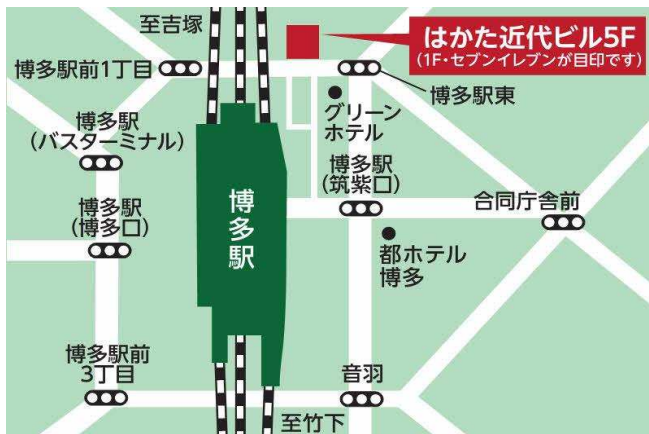 至吉塚
はかた近代ビル5F
(1F・セブンイレブンが目印です)
博多駅前1丁目
博多駅東
グリーン
ホテル
博多駅
(バスターミナル)
博多駅
(筑紫口)
博多駅
(博多口)
博多駅
合同庁舎前
都ホテル
博多
博多駅前
3丁目
音羽
至竹下